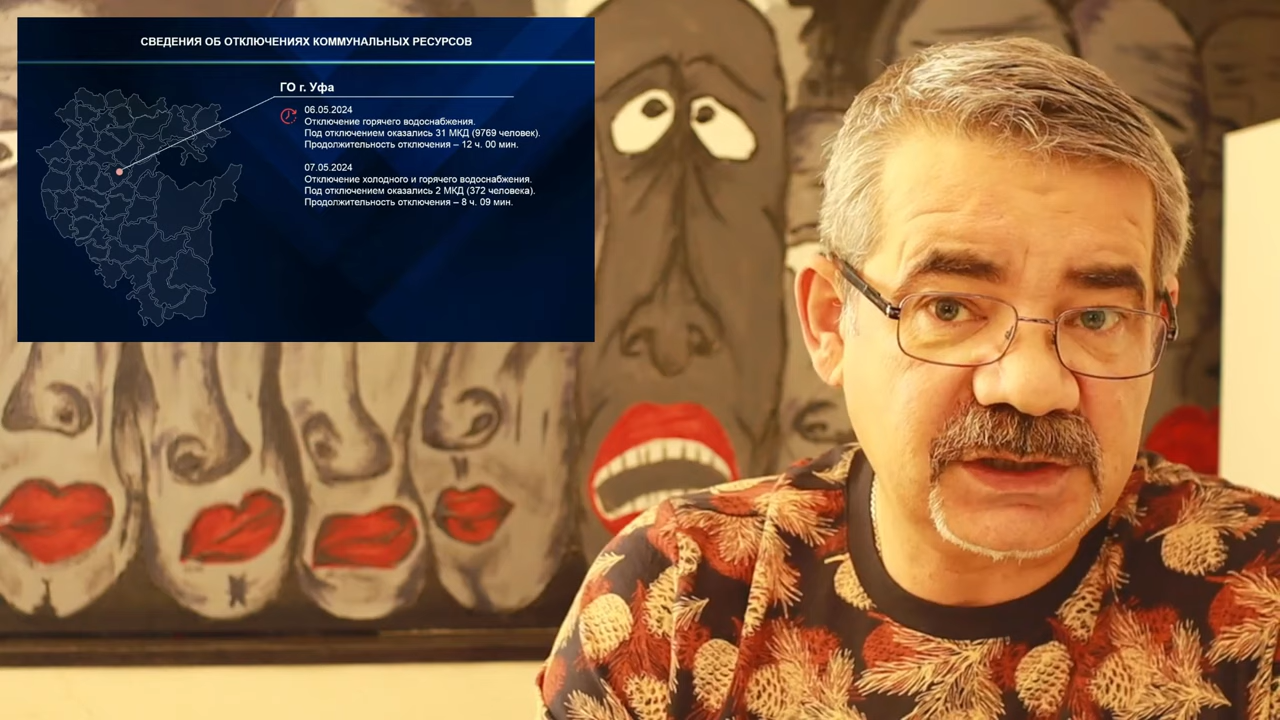 СВЕДЕНИЯ ОБ ОТКЛЮЧЕНИЯХ КОММУНАЛЬНЫХ РЕСУРСОВ
ГО г. Уфа
06.05.2024
Отключение горячего водоснабжения.
Под отключением оказались 31 МКД (9769 человек).
Продолжительность отключения – 12 ч. 00 мин.
07.05.2024
Отключение холодного и горячего водоснабжения.
Под отключением оказались 2 МКД (372 человека).
Продолжительность отключения – 8 ч. 09 мин.